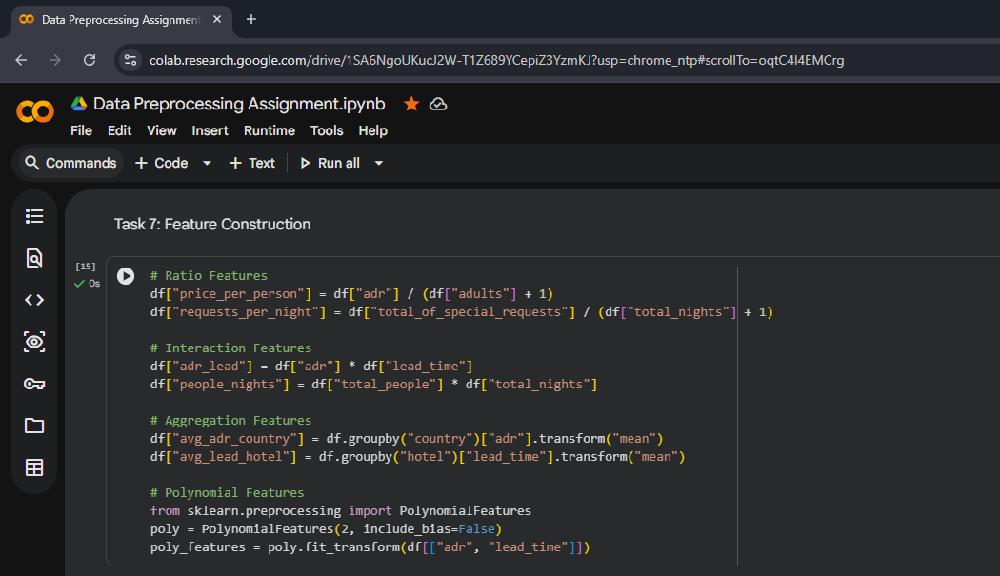 Data Preprocessing Assignment
colab.research.google.com/drive/1SA6NgoUKucJ2W-T1Z689YCepiZ3YzmKJ?usp=chrome_ntp#scrollTo=oqtC4l4EMCrg
Data Preprocessing Assignment.ipynb
File Edit View Insert Runtime Tools Help
Commands + Code + Text Run all
Task 7: Feature Construction
[15]
0s
# Ratio Features
df["price_per_person"] = df["adr"] / (df["adults"] + 1)
df["requests_per_night"] = df["total_of_special_requests"] / (df["total_nights"] + 1)
# Interaction Features
df["adr_lead"] = df["adr"] * df["lead_time"]
df["people_nights"] = df["total_people"] * df["total_nights"]
# Aggregation Features
df["avg_adr_country"] = df.groupby("country")["adr"].transform("mean")
df["avg_lead_hotel"] = df.groupby("hotel")["lead_time"].transform("mean")
# Polynomial Features
from sklearn.preprocessing import PolynomialFeatures
poly = PolynomialFeatures(2, include_bias=False)
poly_features = poly.fit_transform(df[["adr", "lead_time"]])